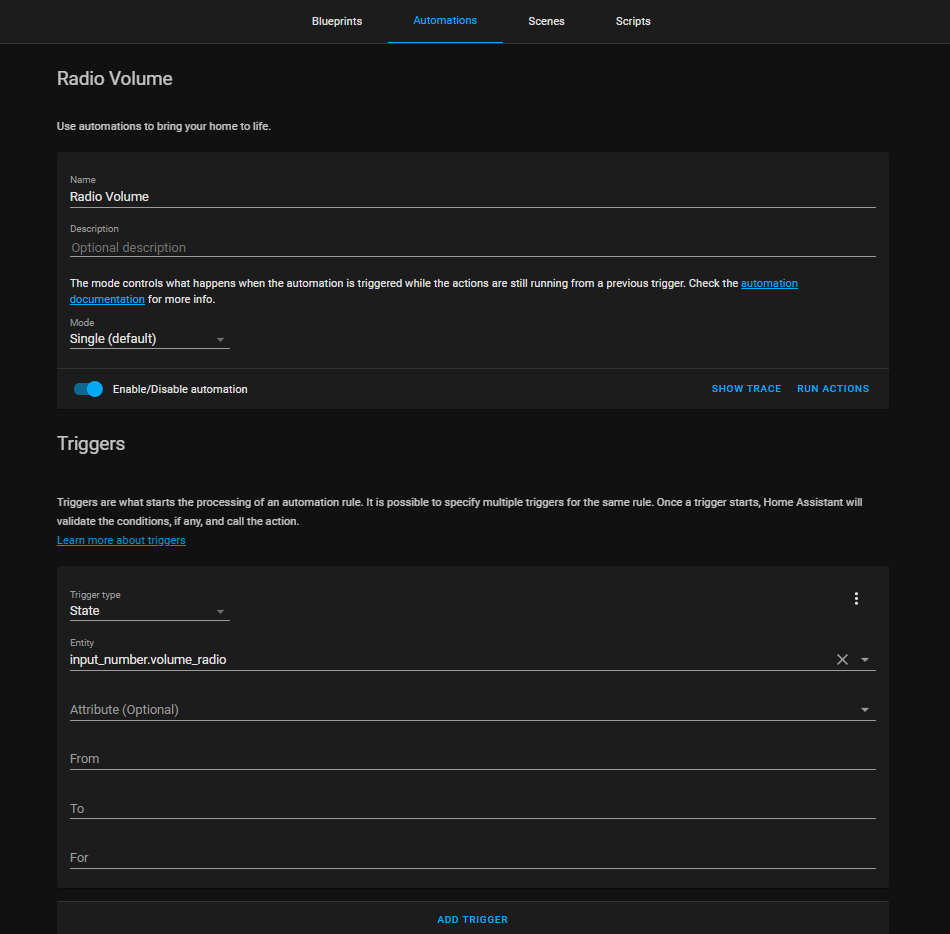 Blueprints Automations Scenes Scripts
Radio Volume
Use automations to bring your home to life.
Name
Radio Volume
Description
Optional description
The mode controls what happens when the automation is triggered while the actions are still running from a previous trigger. Check the automation
documentation for more info.
Mode
Single (default)
Enable/Disable automation SHOW TRACE RUN ACTIONS
Triggers
Triggers are what starts the processing of an automation rule. It is possible to specify multiple triggers for the same rule. Once a trigger starts, Home Assistant will
validate the conditions, if any, and call the action.
Learn more about triggers
Trigger type
State
Entity
input_number.volume_radio
Attribute (Optional)
From
To
For
ADD TRIGGER